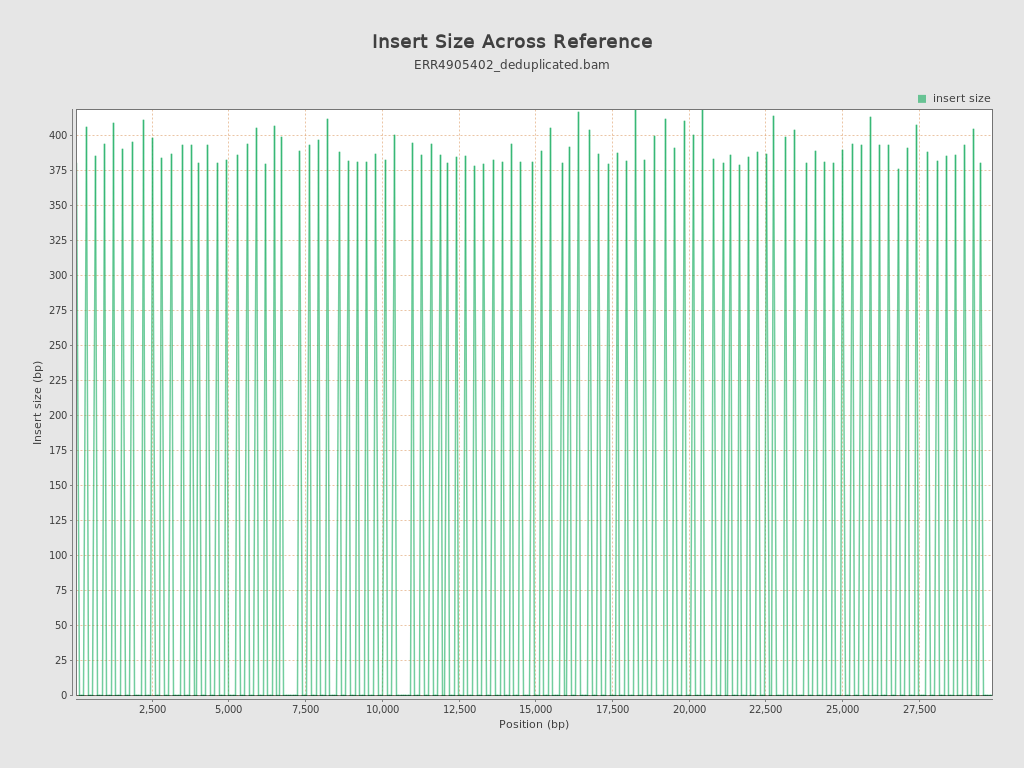 Insert Size Across Reference
ERR4905402_deduplicated.bam
insert size
Insert size (bp)
400
375
350
325
300
275
250
225
200
175
150
125
100
75
50
25
0
2,500 5,000 7,500 10,000 12,500 15,000 17,500 20,000 22,500 25,000 27,500
Position (bp)